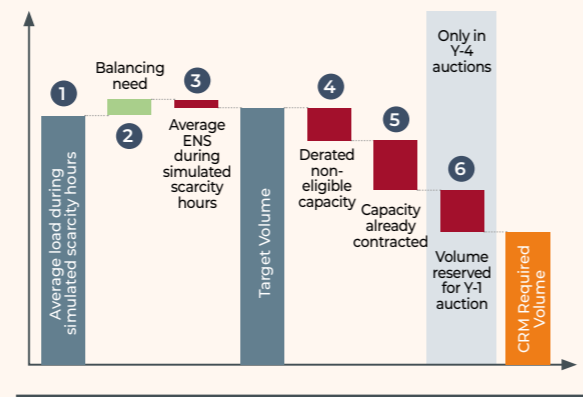 1
Average load during
simulated scarcity hours
Balancing
need
2
3
Average
ENS
during
simulated
scarcity
hours
Target Volume
4
Derated
non-
eligible
capacity
5
Capacity
already
contracted
Only in
Y-4
auctions
6
Volume
reserved
for Y-1
auction
CRM Required
Volume